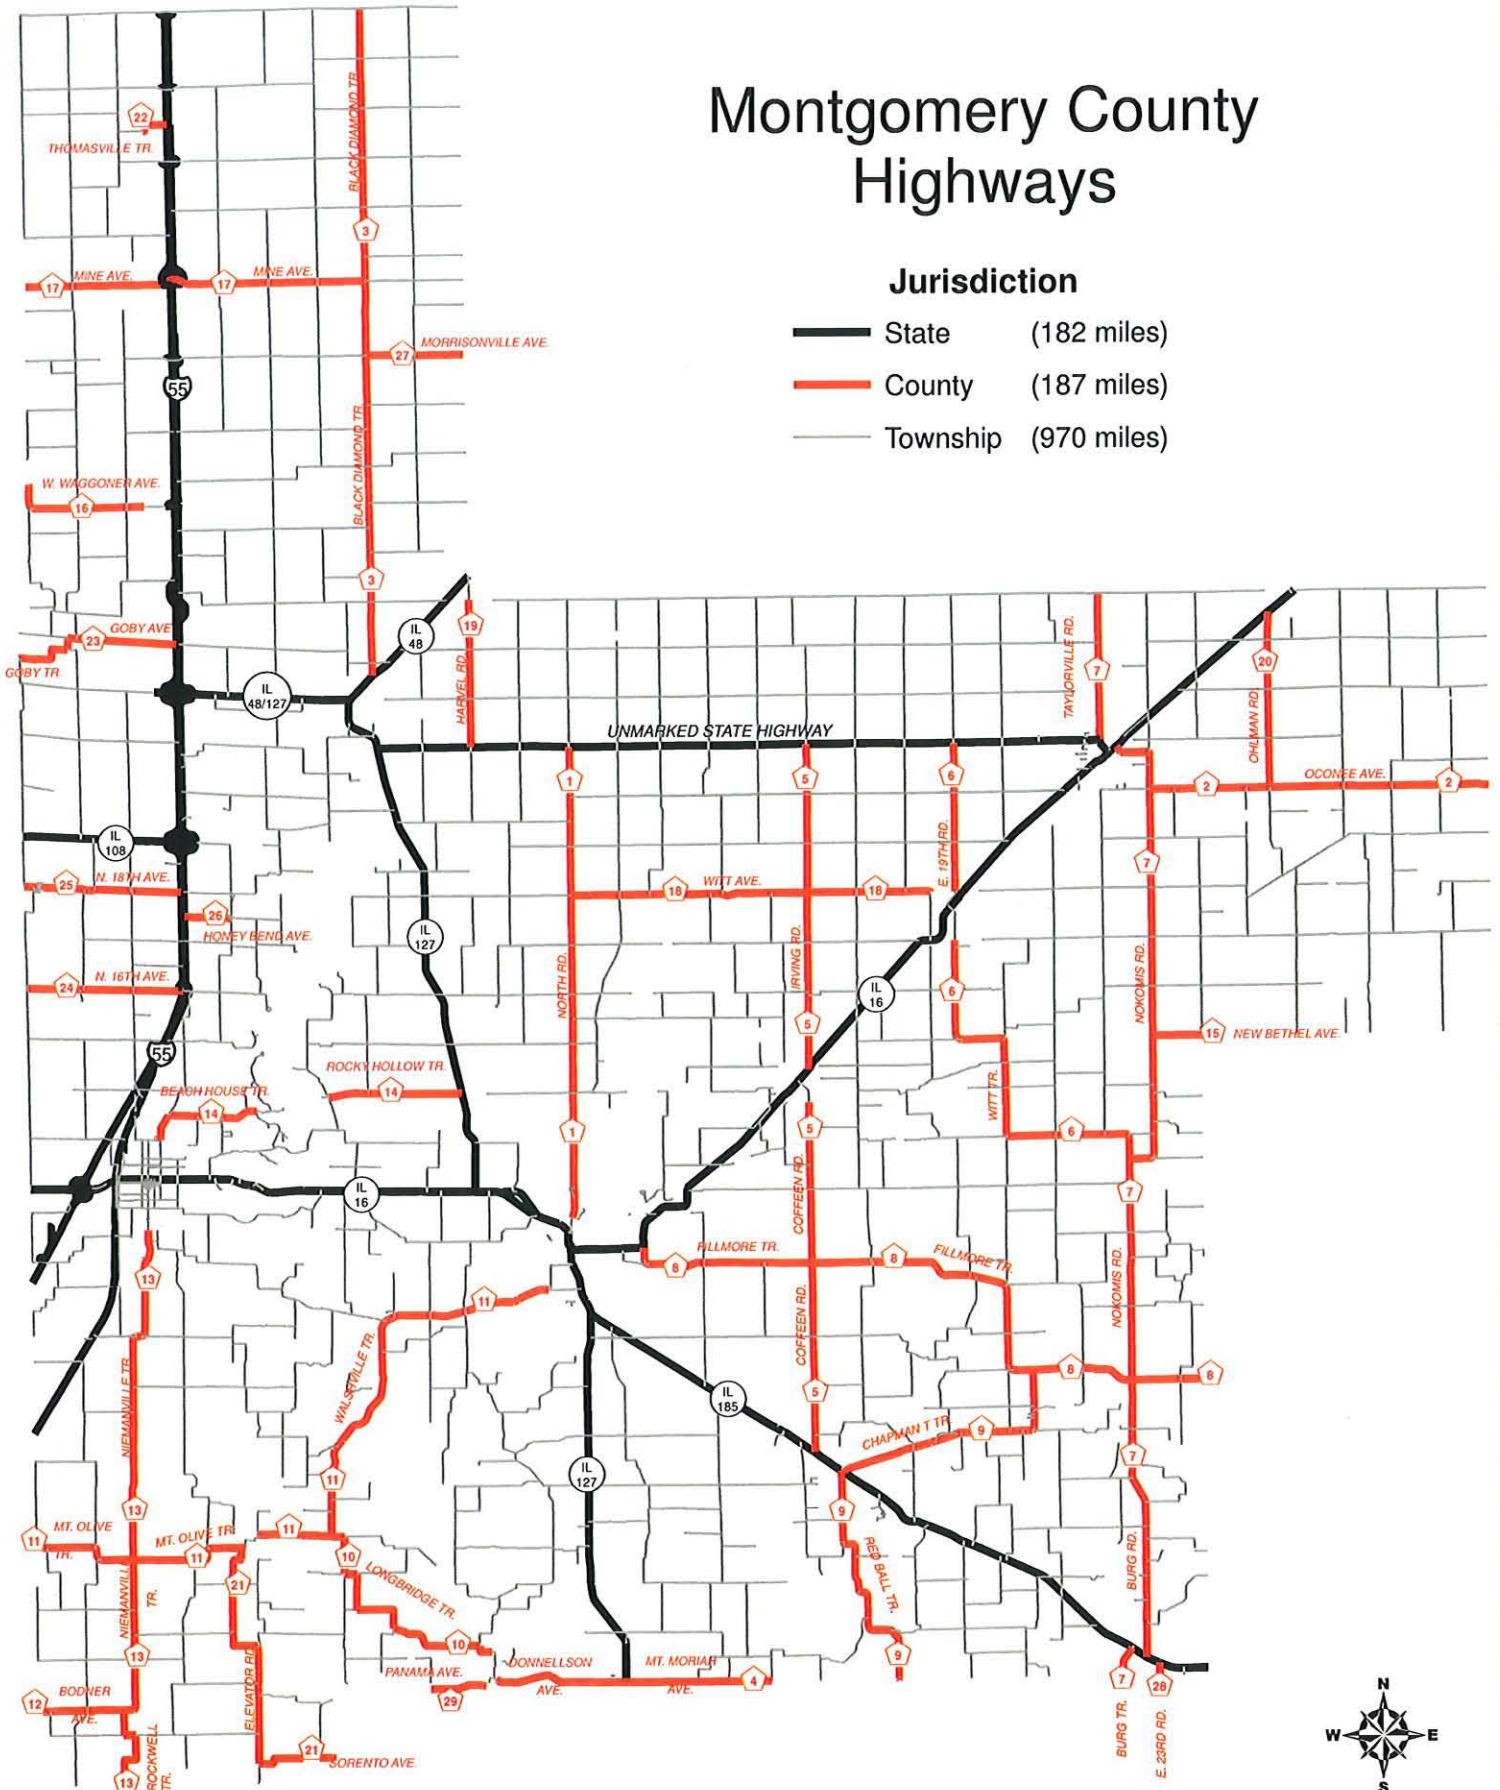 Montgomery County
Highways
Jurisdiction
State (182 miles)
County (187 miles)
Township (970 miles)
22
THOMASVILLE TR.
BLACK DIAMOND TR.
3
17
MINE AVE.
17
MINE AVE.
27
MORRISONVILLE AVE.
55
BLACK DIAMOND TR.
W. WAGGONER AVE.
16
3
GOBY AVE
23
GOBY TR.
IL
48
19
HARVEL RD.
IL
48/127
TAYLORVILLE RD.
7
20
OHLMAN RD.
UNMARKED STATE HIGHWAY
1
5
6
2
OCONEE AVE.
2
IL
108
N. 18TH AVE.
25
26
HONEY BEND AVE.
18
WITT AVE.
18
E. 19TH RD.
7
IL
127
N. 16TH AVE.
24
NORTH RD.
IRVING RD.
IL
16
6
NOKOMIS RD.
5
15
NEW BETHEL AVE.
55
BEACH HOUSE TR.
14
ROCKY HOLLOW TR.
14
WITT TR.
1
5
6
IL
16
COFFEEN RD.
7
FILLMORE TR.
8
8
FILLMORE TR.
13
11
COFFEEN RD.
NOKOMIS RD.
WALSHVILLE TR.
8
8
NIEMANVILLE TR.
IL
185
5
CHAPMAN T TR.
9
11
IL
127
7
13
9
11
MT. OLIVE
TR.
MT. OLIVE TR.
11
11
10
LONGBRIDGE TR.
21
RED BALL TR.
BURG RD.
NIEMANVILL
TR.
13
10
9
ELEVATOR RD.
PANAMA AVE.
29
DONNELLSON
AVE.
MT. MORIAH
AVE.
4
7
28
BODNER
AVE.
12
BURG TR.
E. 23RD RD.
ROCKWELL
TR.
13
21
SORENTO AVE.
N
W
E
S